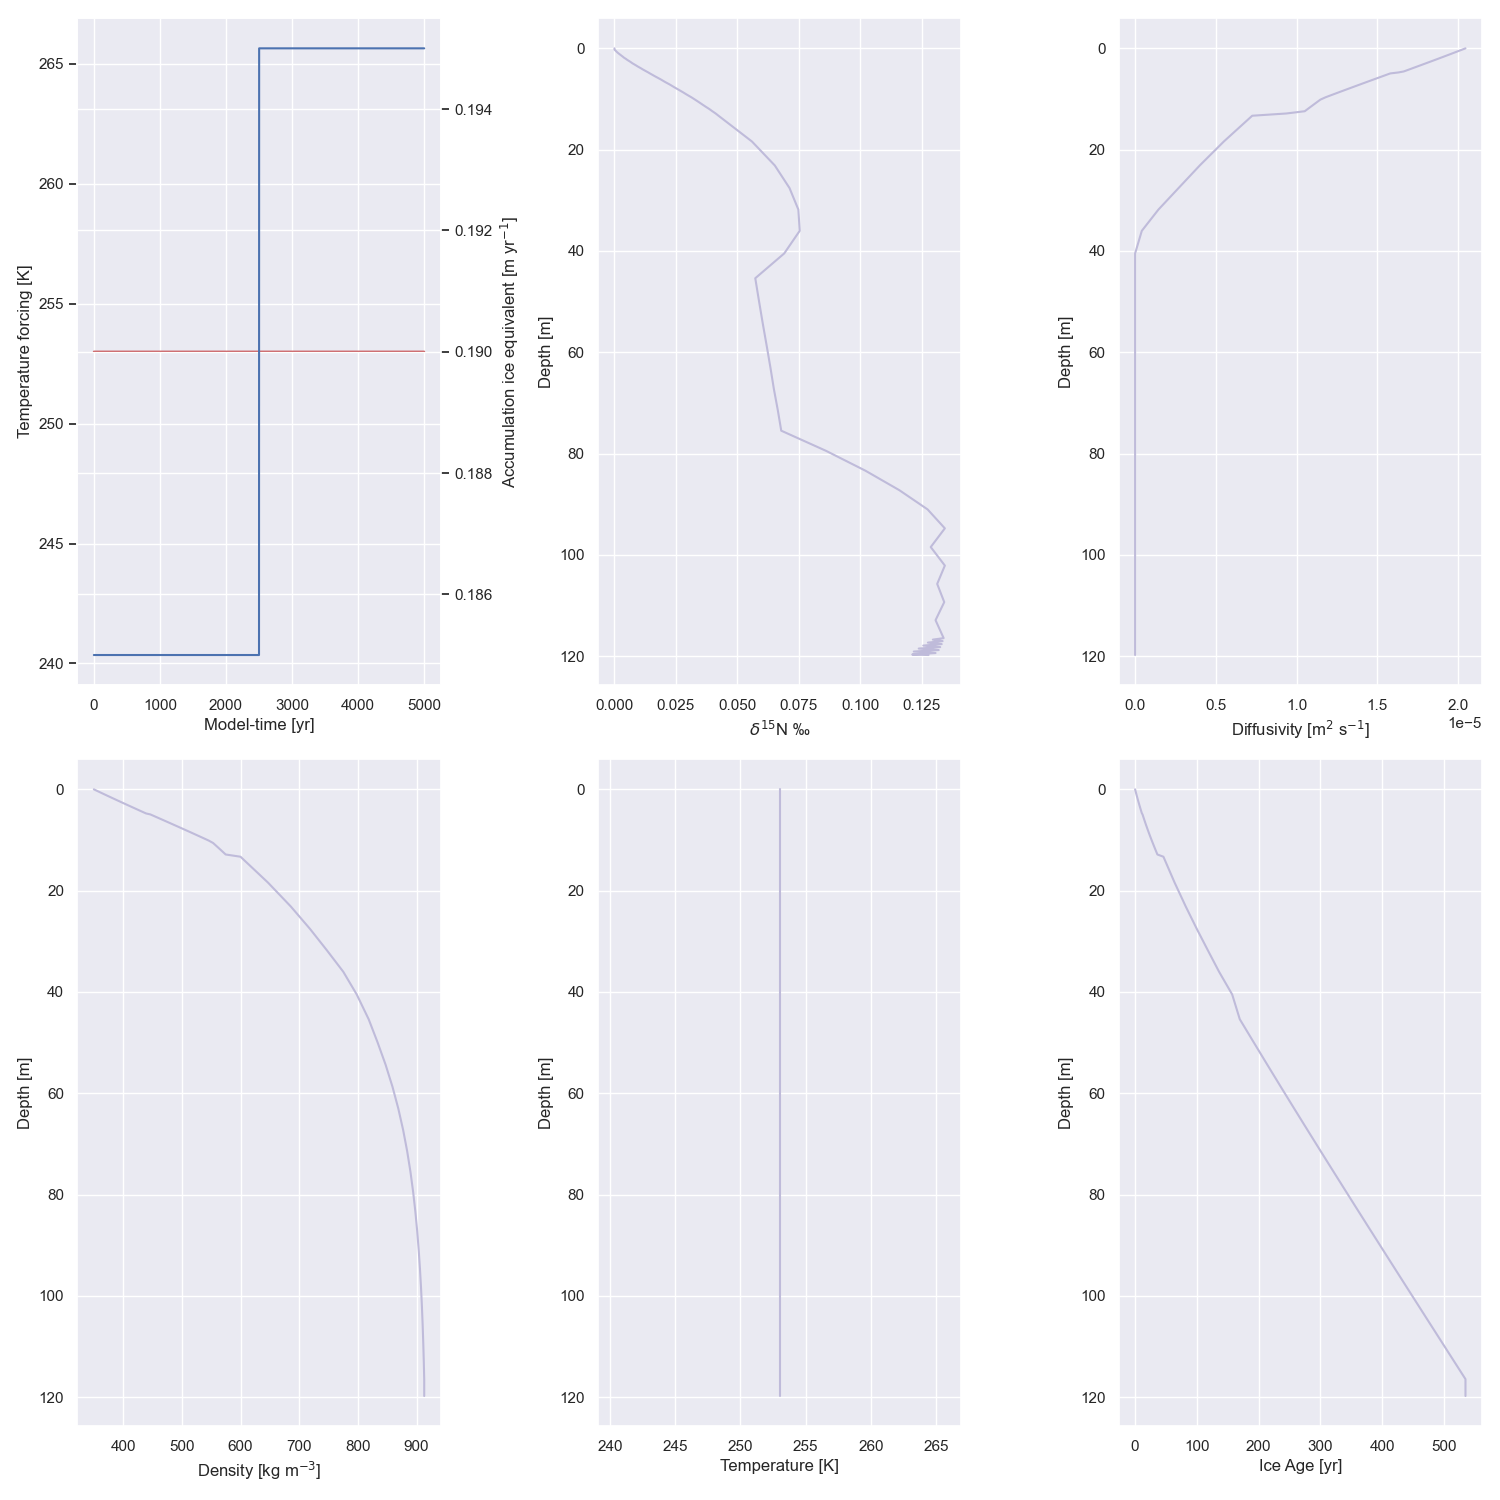 265
260
255
250
245
240
Temperature forcing [K]
0.194
0.192
0.190
0.188
0.186
Accumulation ice equivalent [m yr⁻¹]
0 1000 2000 3000 4000 5000
Model-time [yr]
0
20
40
60
80
100
120
Depth [m]
0.000 0.025 0.050 0.075 0.100 0.125
δ¹⁵N ‰
0
20
40
60
80
100
120
Depth [m]
0.0 0.5 1.0 1.5 2.0
1e−5
Diffusivity [m² s⁻¹]
0
20
40
60
80
100
120
Depth [m]
400 500 600 700 800 900
Density [kg m⁻³]
0
20
40
60
80
100
120
Depth [m]
240 245 250 255 260 265
Temperature [K]
0
20
40
60
80
100
120
Depth [m]
0 100 200 300 400 500
Ice Age [yr]